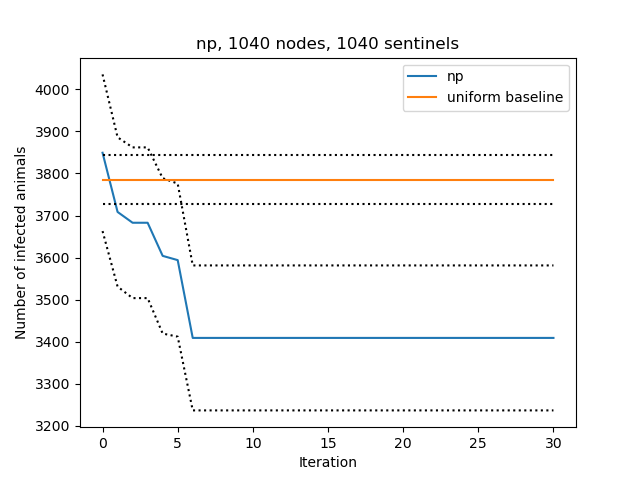 np, 1040 nodes, 1040 sentinels
np
uniform baseline
Number of infected animals
4000
3900
3800
3700
3600
3500
3400
3300
3200
0 5 10 15 20 25 30
Iteration